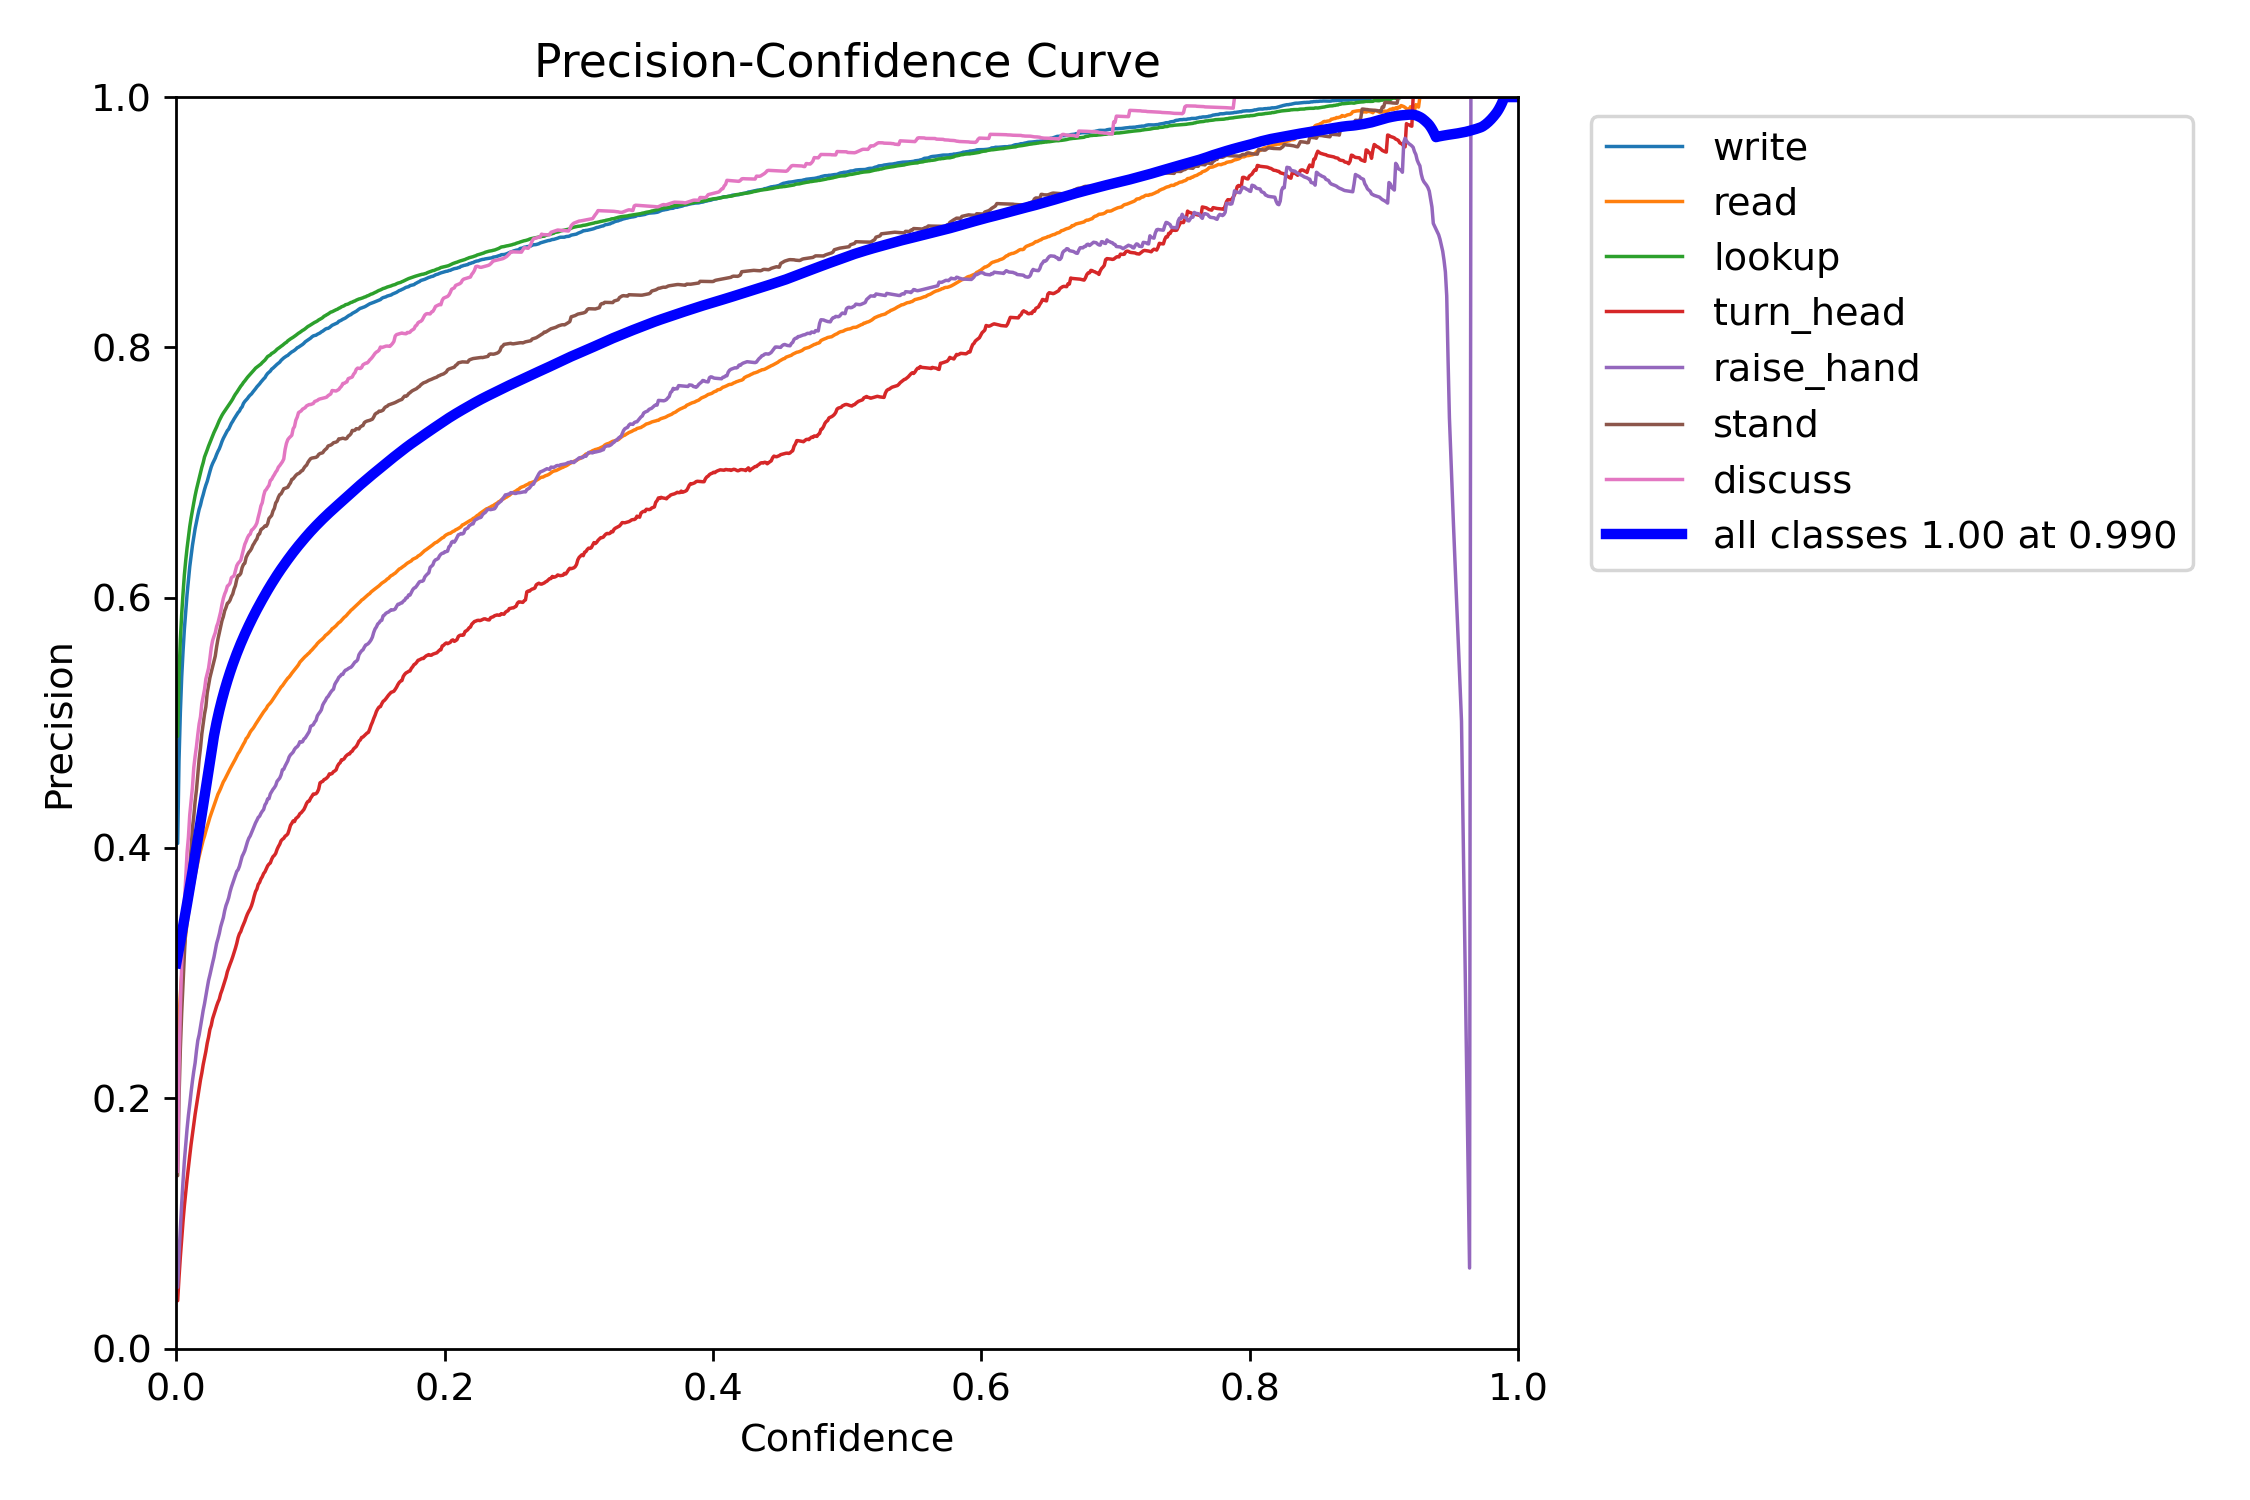 Precision-Confidence Curve
1.0
0.8
0.6
0.4
0.2
0.0
Precision
0.0 0.2 0.4 0.6 0.8 1.0
Confidence
write
read
lookup
turn_head
raise_hand
stand
discuss
all classes 1.00 at 0.990